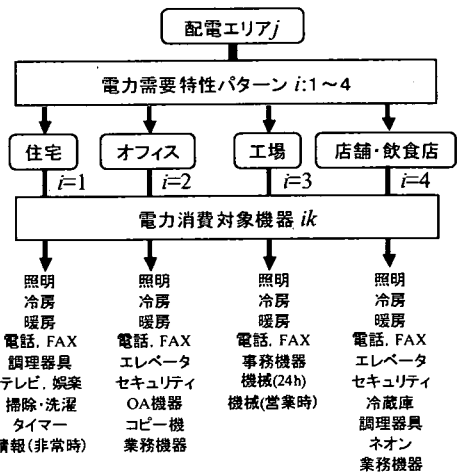 配電エリアj
電力需要特性パターン i:1～4
住宅
オフィス
工場
店舗・飲食店
i=1
i=2
i=3
i=4
電力消費対象機器 ik
照明
冷房
暖房
電話, FAX
調理器具
テレビ, 娯楽
掃除・洗濯
タイマー
情報(非常時)
照明
冷房
暖房
電話, FAX
エレベータ
セキュリティ
OA機器
コピー機
業務機器
照明
冷房
暖房
電話, FAX
事務機器
機械(24h)
機械(営業時)
照明
冷房
暖房
電話, FAX
エレベータ
セキュリティ
冷蔵庫
調理器具
ネオン
業務機器